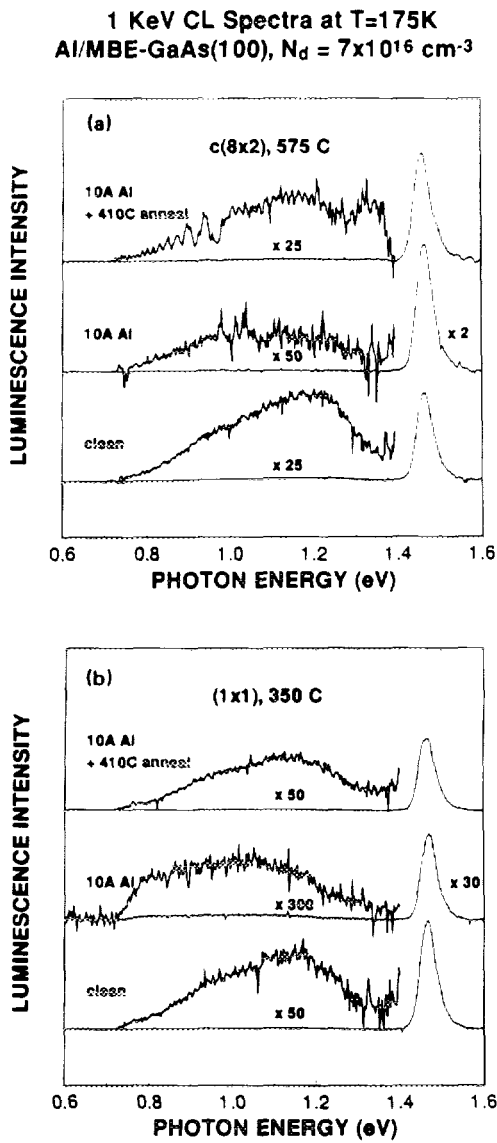 1 KeV CL Spectra at T=175K
Al/MBE-GaAs(100), Nd = 7x10¹⁶ cm⁻³
(a)
c(8x2), 575 C
10A Al
+ 410C anneal
x 25
10A Al
x 50
x 2
clean
x 25
LUMINESCENCE INTENSITY
0.6 0.8 1.0 1.2 1.4 1.6
PHOTON ENERGY (eV)
(b)
(1x1), 350 C
10A Al
+ 410C anneal
x 50
10A Al
x 300
x 30
clean
x 50
LUMINESCENCE INTENSITY
0.6 0.8 1.0 1.2 1.4 1.6
PHOTON ENERGY (eV)